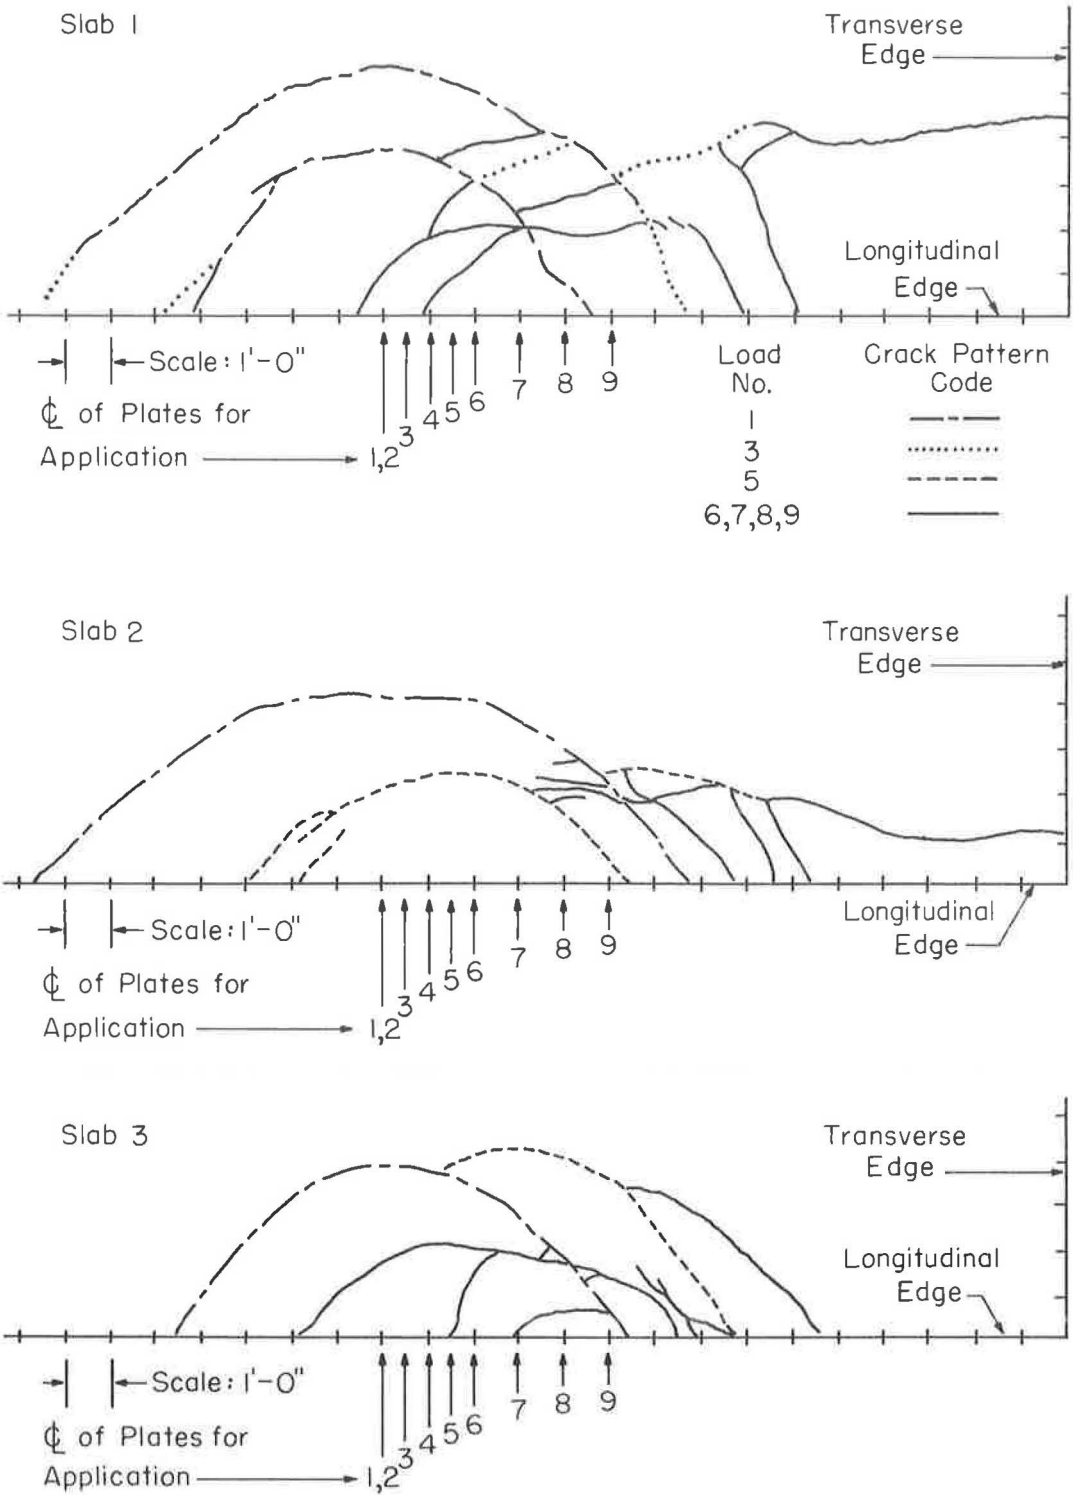 Slab 1
Transverse
Edge
Longitudinal
Edge
Scale: 1'-0"
℄ of Plates for
Application
1,2
3
4
5
6
7
8
9
Load
No.
Crack Pattern
Code
1
3
5
6,7,8,9
Slab 2
Transverse
Edge
Longitudinal
Edge
Scale: 1'-0"
℄ of Plates for
Application
1,2
3
4
5
6
7
8
9
Slab 3
Transverse
Edge
Longitudinal
Edge
Scale: 1'-0"
℄ of Plates for
Application
1,2
3
4
5
6
7
8
9